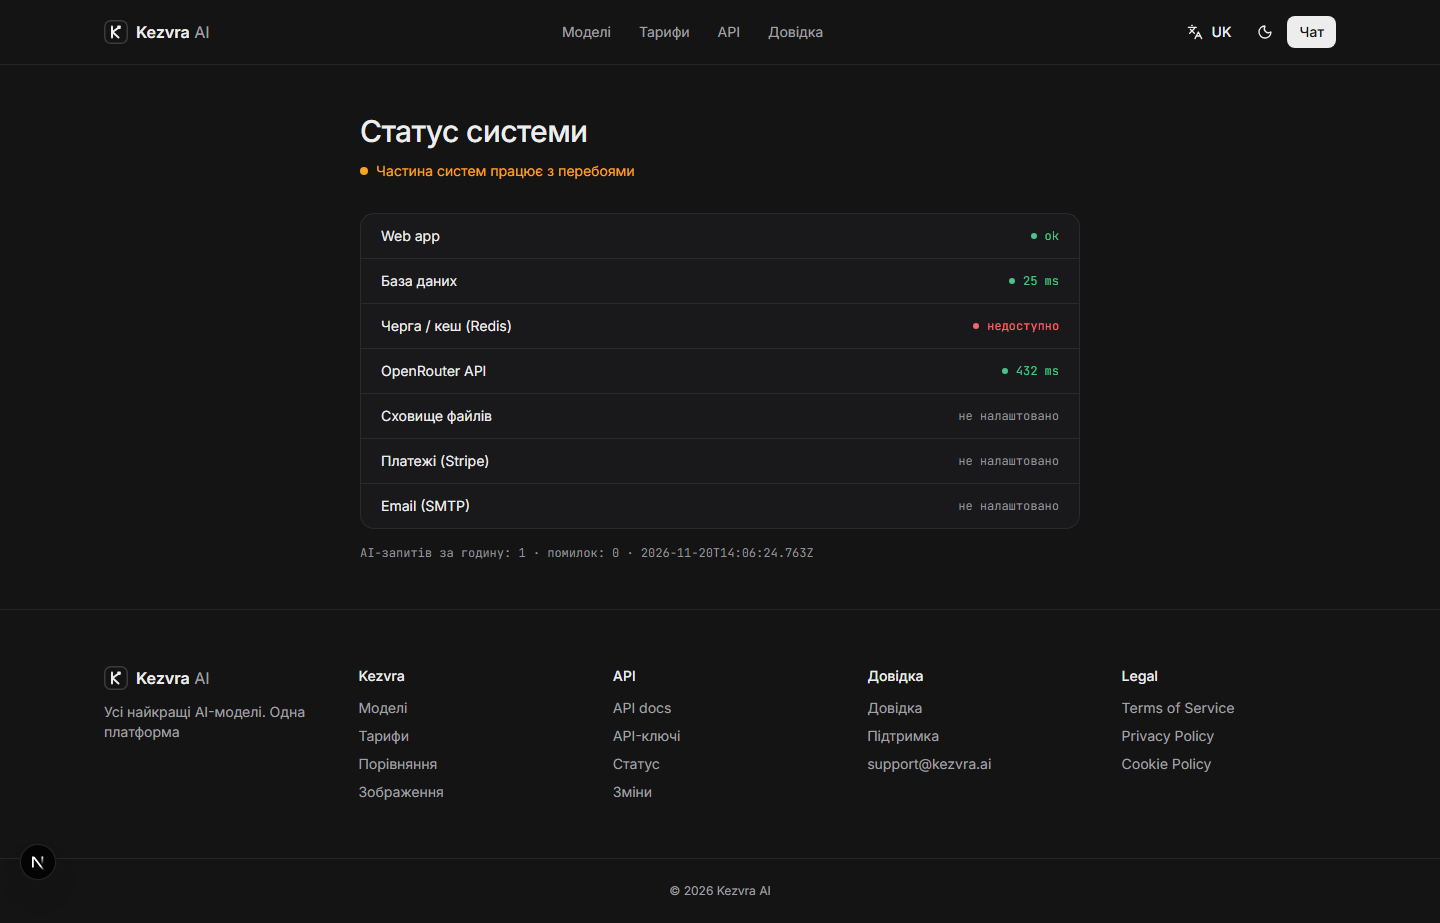 Kezvra AI
Моделі
Тарифи
API
Довідка
UK
Чат
Статус системи
Частина систем працює з перебоями
Web app
ok
База даних
25 ms
Черга / кеш (Redis)
недоступно
OpenRouter API
432 ms
Сховище файлів
не налаштовано
Платежі (Stripe)
не налаштовано
Email (SMTP)
не налаштовано
AI-запитів за годину: 1 · помилок: 0 · 2026-11-20T14:06:24.763Z
Kezvra AI
Усі найкращі AI-моделі. Одна
платформа
Kezvra
Моделі
Тарифи
Порівняння
Зображення
API
API docs
API-ключі
Статус
Зміни
Довідка
Довідка
Підтримка
support@kezvra.ai
Legal
Terms of Service
Privacy Policy
Cookie Policy
© 2026 Kezvra AI